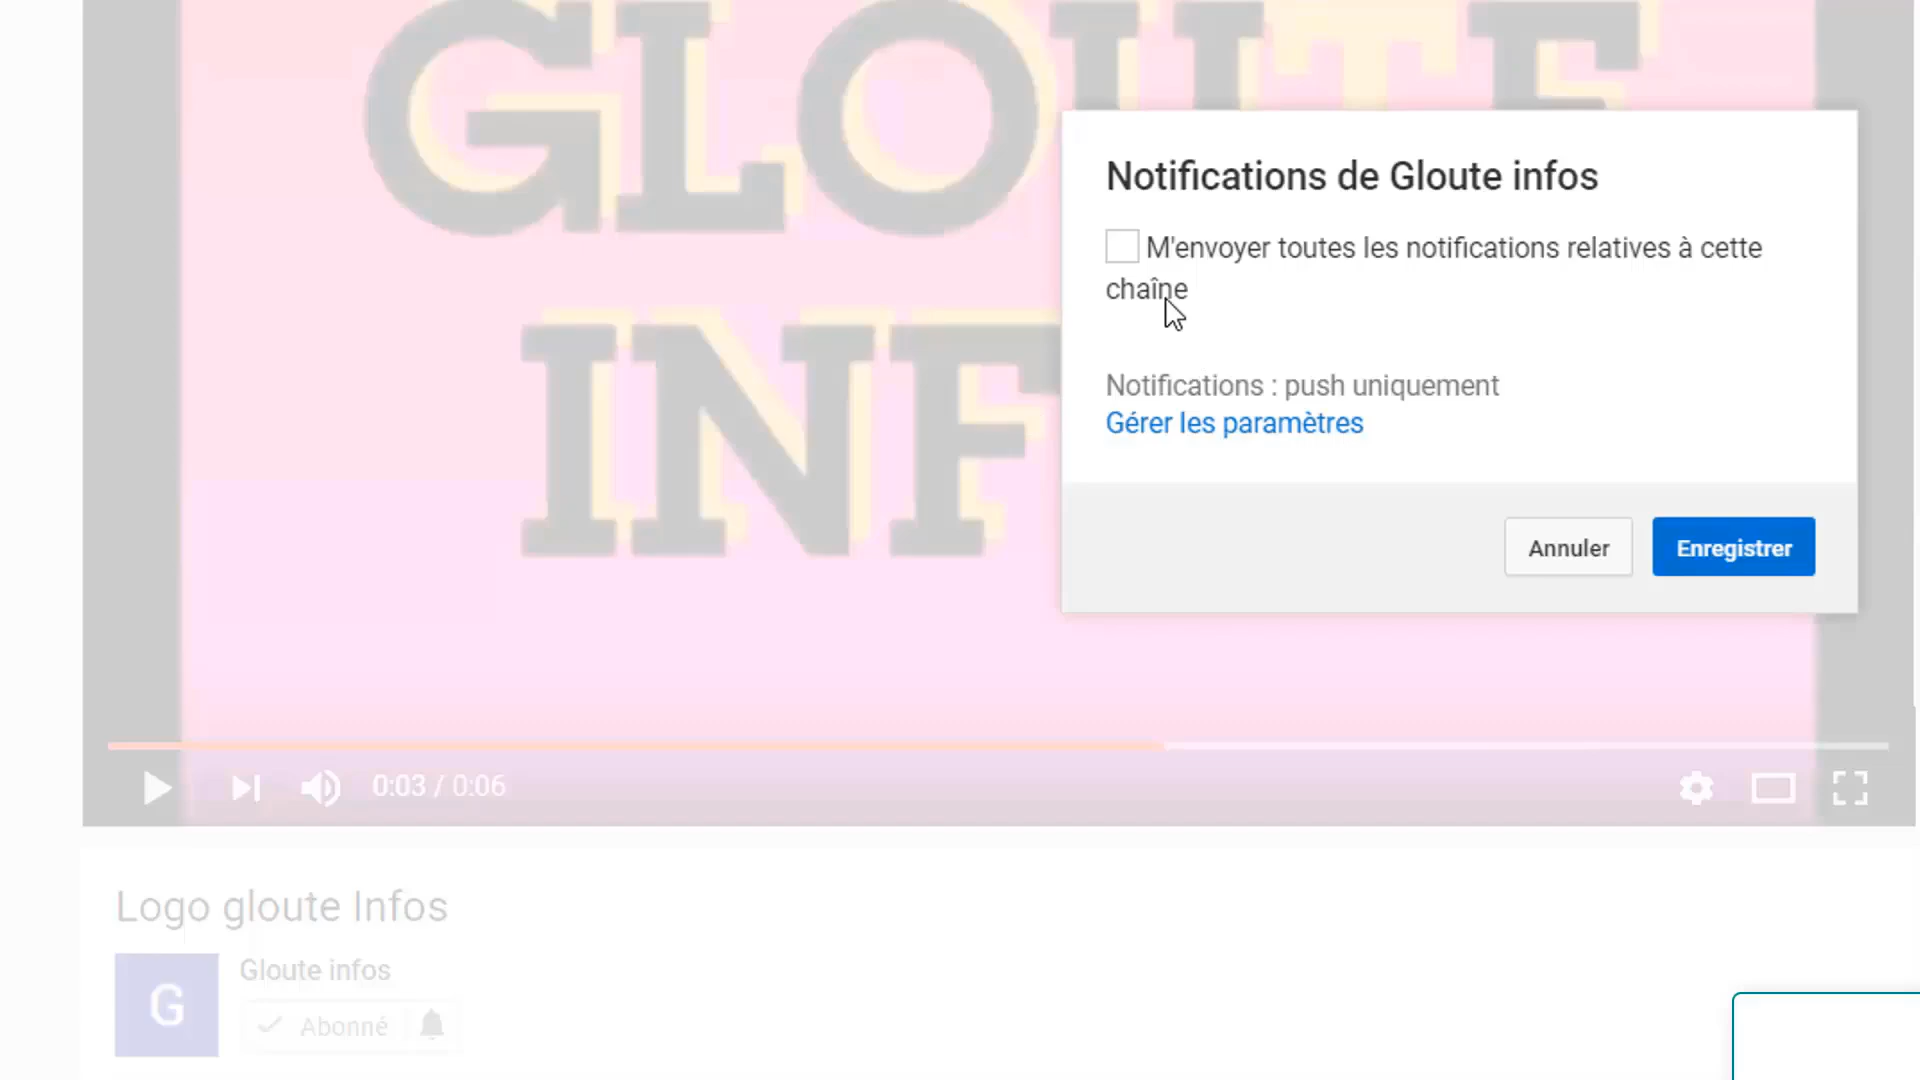 GLOUTE
INF
Notifications de Gloute infos
M'envoyer toutes les notifications relatives à cette
chaîne
Notifications : push uniquement
Gérer les paramètres
Annuler
Enregistrer
0:03 / 0:06
Logo gloute Infos
G
Gloute infos
Abonné